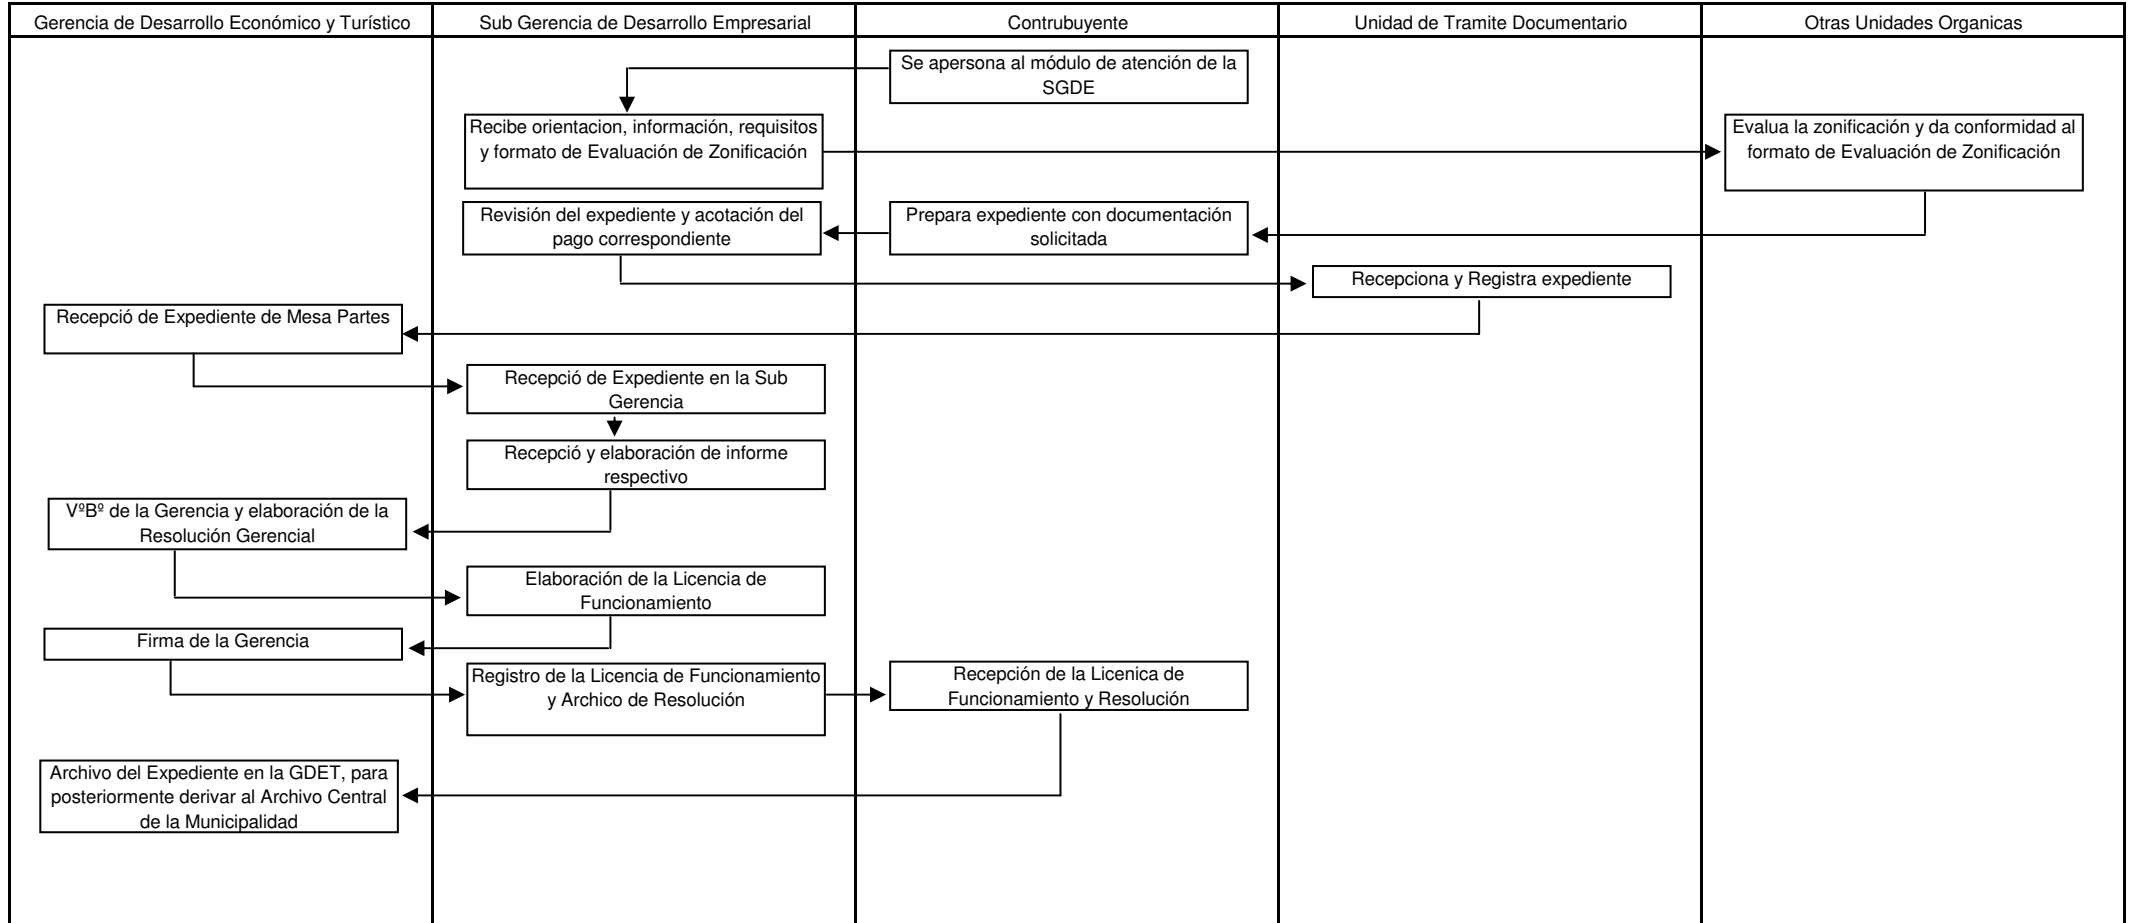 Gerencia de Desarrollo Económico y Turístico
Sub Gerencia de Desarrollo Empresarial
Contrubuyente
Unidad de Tramite Documentario
Otras Unidades Organicas
Se apersona al módulo de atención de la
SGDE
Recibe orientacion, información, requisitos
y formato de Evaluación de Zonificación
Evalua la zonificación y da conformidad al
formato de Evaluación de Zonificación
Revisión del expediente y acotación del
pago correspondiente
Prepara expediente con documentación
solicitada
Recepciona y Registra expediente
Recepció de Expediente de Mesa Partes
Recepció de Expediente en la Sub
Gerencia
Recepció y elaboración de informe
respectivo
VºBº de la Gerencia y elaboración de la
Resolución Gerencial
Elaboración de la Licencia de
Funcionamiento
Firma de la Gerencia
Registro de la Licencia de Funcionamiento
y Archico de Resolución
Recepción de la Licenica de
Funcionamiento y Resolución
Archivo del Expediente en la GDET, para
posteriormente derivar al Archivo Central
de la Municipalidad